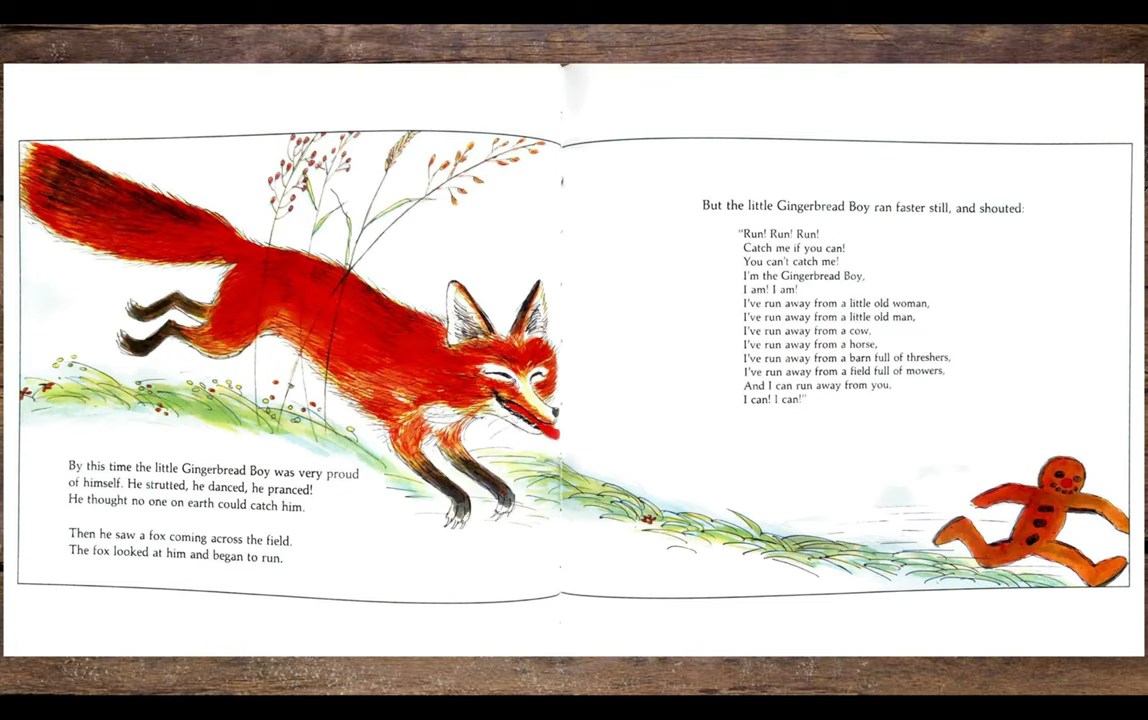 By this time the little Gingerbread Boy was very proud
of himself. He strutted, he danced, he pranced!
He thought no one on earth could catch him.
Then he saw a fox coming across the field.
The fox looked at him and began to run.
But the little Gingerbread Boy ran faster still, and shouted:
"Run! Run! Run!
Catch me if you can!
You can't catch me!
I'm the Gingerbread Boy,
I am! I am!
I've run away from a little old woman,
I've run away from a little old man,
I've run away from a cow,
I've run away from a horse,
I've run away from a barn full of threshers,
I've run away from a field full of mowers,
And I can run away from you.
I can! I can!"